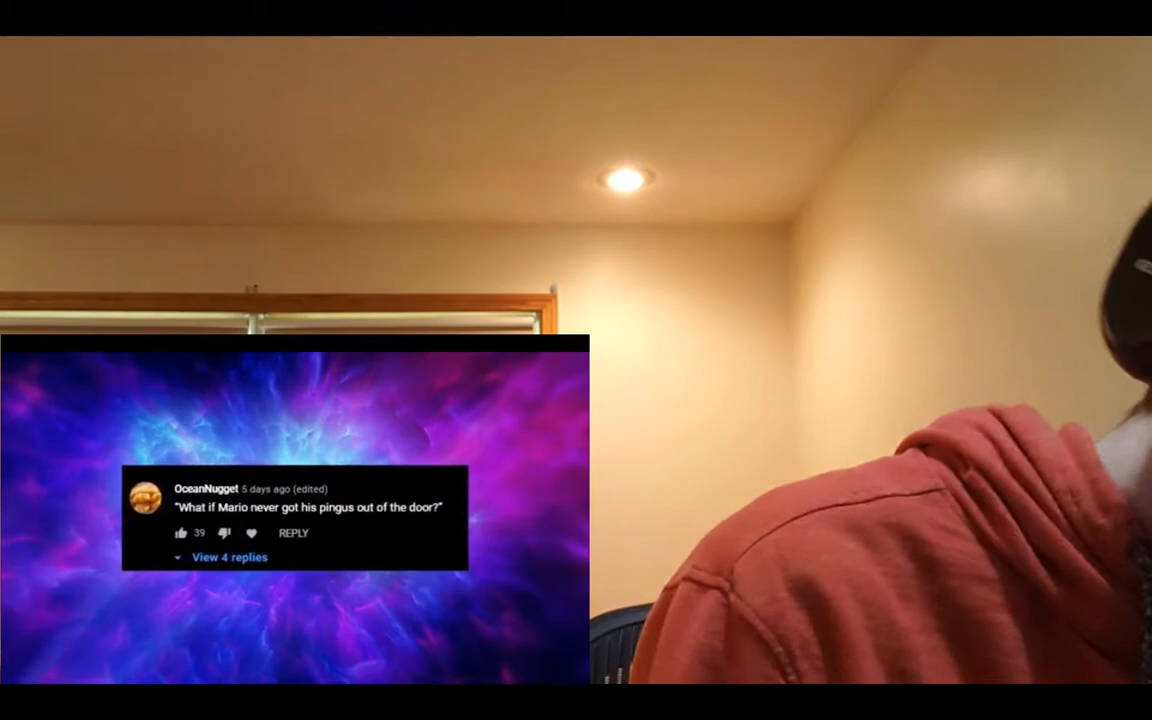 OceanNugget 5 days ago (edited)
“What if Mario never got his pingus out of the door?”
39 REPLY
View 4 replies